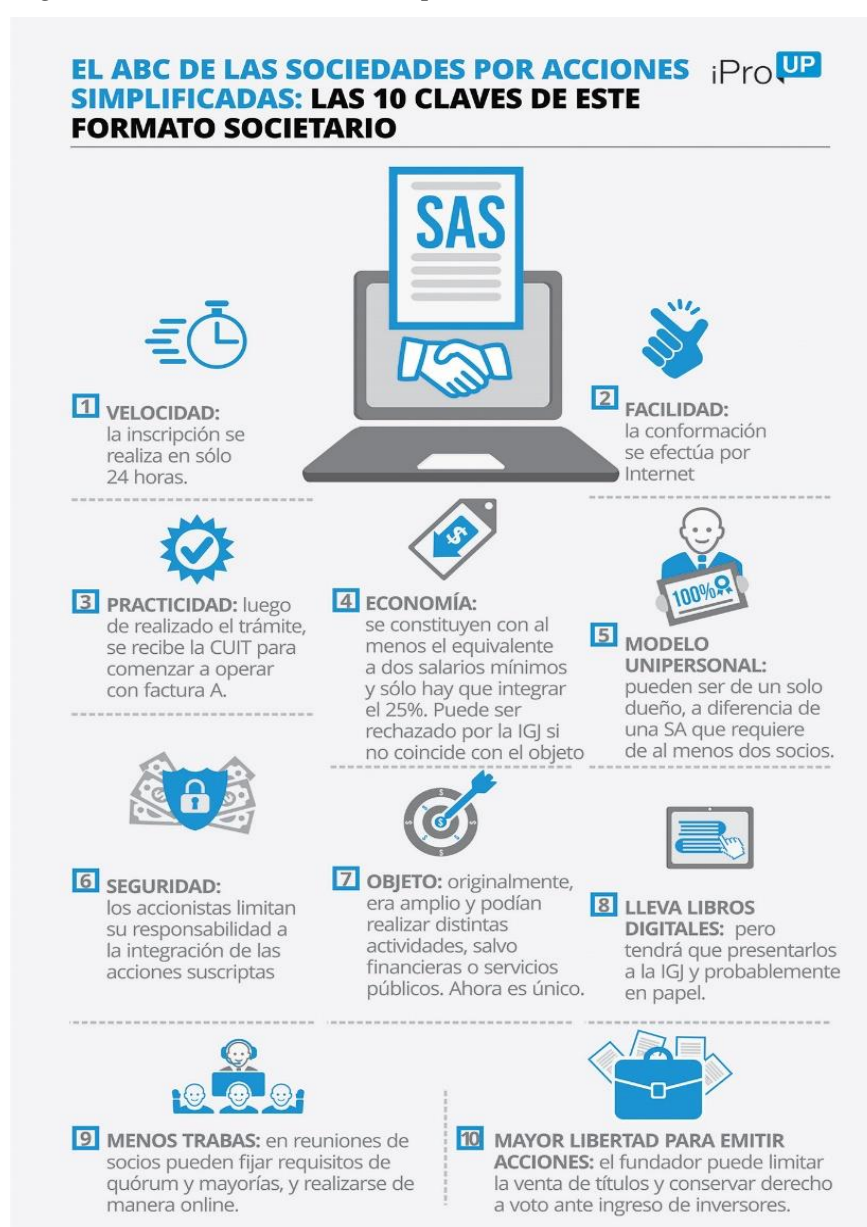 EL ABC DE LAS SOCIEDADES POR ACCIONES
SIMPLIFICADAS: LAS 10 CLAVES DE ESTE
FORMATO SOCIETARIO
iPro UP
SAS
1 VELOCIDAD:
la inscripción se
realiza en sólo
24 horas.
2 FACILIDAD:
la conformación
se efectúa por
Internet
3 PRACTICIDAD: luego
de realizado el trámite,
se recibe la CUIT para
comenzar a operar
con factura A.
$
4 ECONOMÍA:
se constituyen con al
menos el equivalente
a dos salarios mínimos
y sólo hay que integrar
el 25%. Puede ser
rechazado por la IGJ si
no coincide con el objeto
100%
5 MODELO
UNIPERSONAL:
pueden ser de un solo
dueño, a diferencia de
una SA que requiere
de al menos dos socios.
6 SEGURIDAD:
los accionistas limitan
su responsabilidad a
la integración de las
acciones suscriptas
7 OBJETO: originalmente,
era amplio y podían
realizar distintas
actividades, salvo
financieras o servicios
públicos. Ahora es único.
8 LLEVA LIBROS
DIGITALES: pero
tendrá que presentarlos
a la IGJ y probablemente
en papel.
9 MENOS TRABAS: en reuniones de
socios pueden fijar requisitos de
quórum y mayorías, y realizarse de
manera online.
10 MAYOR LIBERTAD PARA EMITIR
ACCIONES: el fundador puede limitar
la venta de títulos y conservar derecho
a voto ante ingreso de inversores.